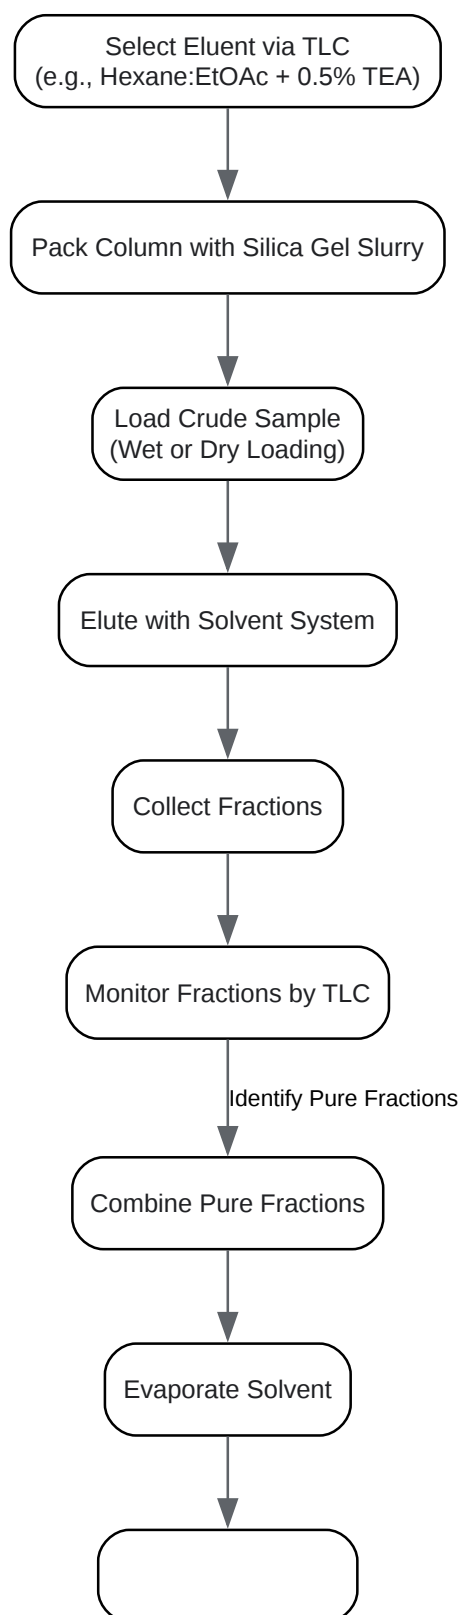 Select Eluent via TLC
(e.g., Hexane:EtOAc + 0.5% TEA)
Pack Column with Silica Gel Slurry
Load Crude Sample
(Wet or Dry Loading)
Elute with Solvent System
Collect Fractions
Monitor Fractions by TLC
Identify Pure Fractions
Combine Pure Fractions
Evaporate Solvent